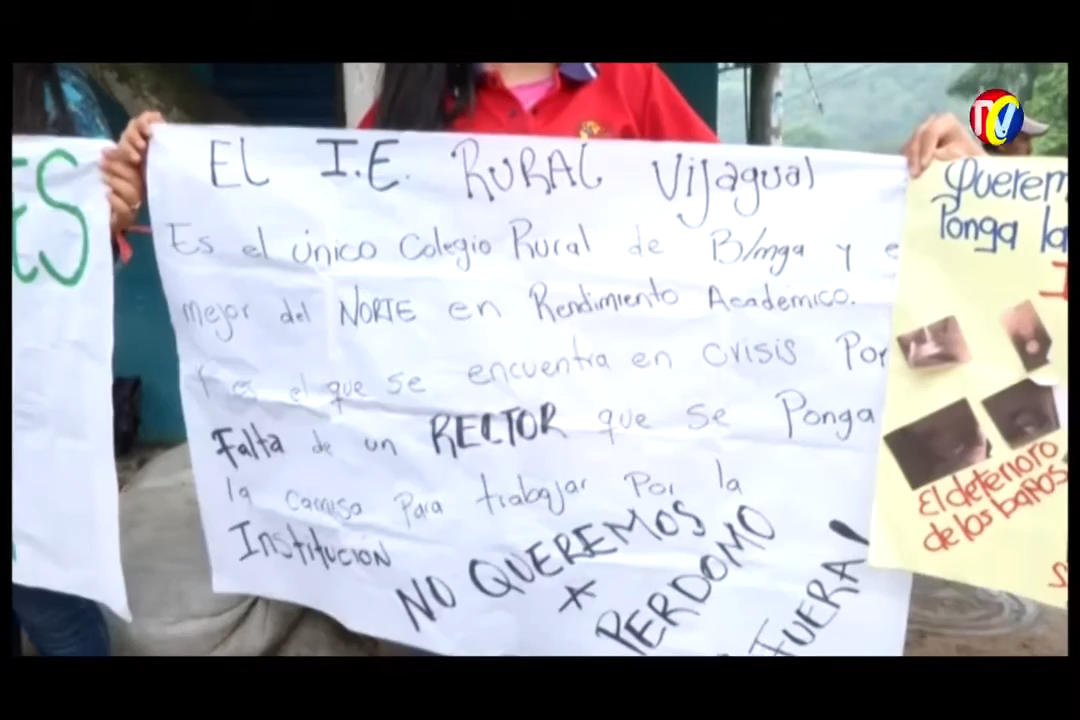 EL I.E. RURAL Vijagual
Es el único Colegio Rural de B/mga y e
mejor del NORTE en Rendimiento Académico.
Y es el que se encuentra en crisis Por
Falta de un RECTOR que se Ponga
la camisa Para trabajar Por la
INSTITUCIÓN
NO QUEREMOS
A
PERDOMO
FUERA!
ES
Querem
Ponga la
El deterioro
de los baños
TV